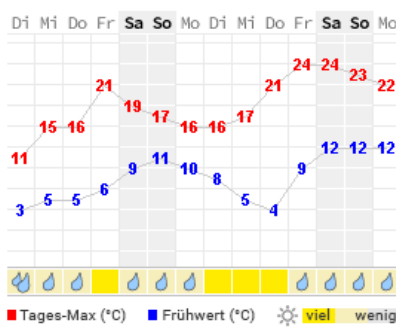 Di Mi Do Fr Sa So Mo Di Mi Do Fr Sa So Mo
24 24
21 21 23 22
19
15 16 17 16 16 17
11
12 12 12
9 11 10 9
8
3 5 5 6 5 4
Tages-Max (°C) Frühwert (°C) viel wenig